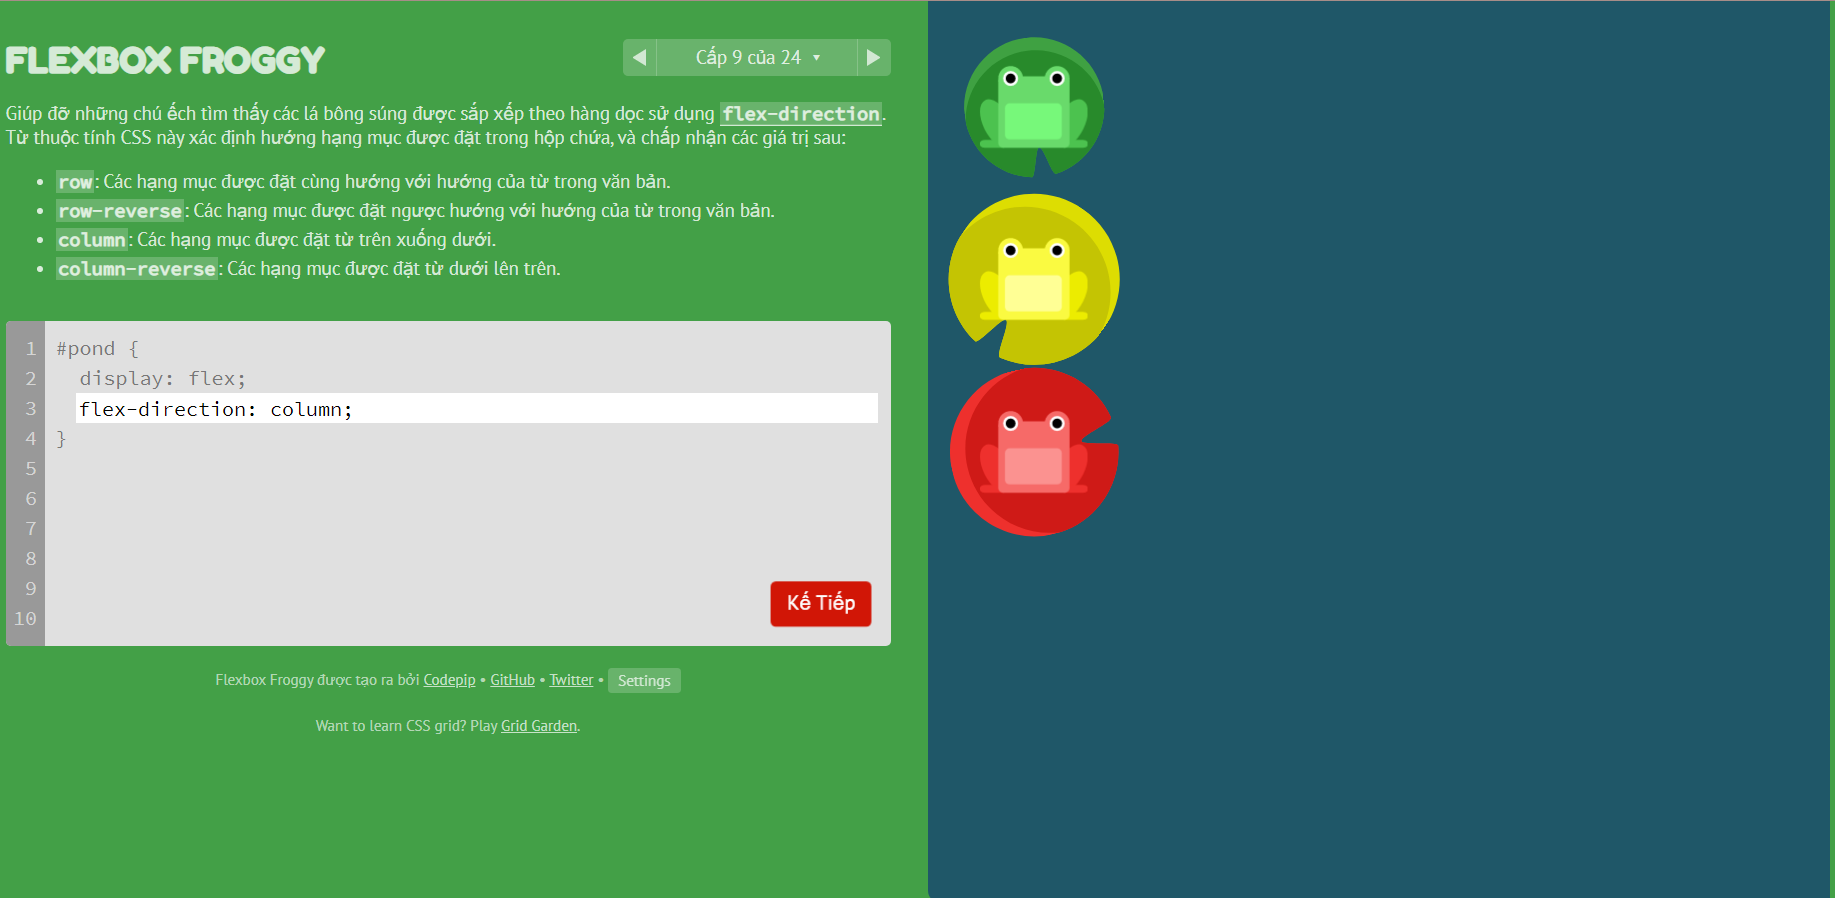 FLEXBOX FROGGY
Cấp 9 của 24
Giúp đỡ những chú ếch tìm thấy các lá bông súng được sắp xếp theo hàng dọc sử dụng flex-direction.
Từ thuộc tính CSS này xác định hướng hạng mục được đặt trong hộp chứa, và chấp nhận các giá trị sau:
• row: Các hạng mục được đặt cùng hướng với hướng của từ trong văn bản.
• row-reverse: Các hạng mục được đặt ngược hướng với hướng của từ trong văn bản.
• column: Các hạng mục được đặt từ trên xuống dưới.
• column-reverse: Các hạng mục được đặt từ dưới lên trên.
1 #pond {
2 display: flex;
3 flex-direction: column;
4 }
5
6
7
8
9
10
Kế Tiếp
Flexbox Froggy được tạo ra bởi Codepip • GitHub • Twitter • Settings
Want to learn CSS grid? Play Grid Garden.